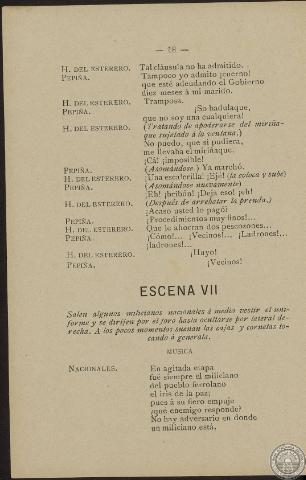 — 18 —
H. DEL ESTERERO. Tal cláusula no ha admitido. .
PEPIÑA. Tampoco yo admito ¡cuerno!
que esté adeudando el Gobierno
diez meses á mi marido.
H. DEL ESTERERO. Tramposa.
PEPIÑA. ¡So badulaque,
que no soy una cualquiera!
H. DEL ESTERERO. (Tratando de apoderarse del miriña-
que sujetado á la ventana.)
No puedo, que si pudiera,
me llevaba el miriñaque.
¡Cá! ¡imposible!
PEPIÑA. (Asomándose.) Ya marchó.
H. DEL ESTERERO. Una escalerilla! ¡Eje! (la coloca y sube)
PEPIÑA. (Asomándose nuevamente)
¡Eh! ¡bribón! ¡Deja eso! ¡eh!
H. DEL ESTERERO. (Después de arrebatar la prenda.)
¿Acaso usted lo pagó?
PEPIÑA. ¡Procedimientos muy finos!...
H. DEL ESTERERO. Que le ahorran dos pescozones...
PEPIÑA ¡Cómo!... ¡Vecinos!... ¡Ladrones!...
¡ladrones!...
H. DEL ESTERERO. ¡Huyo!
PEPIÑA. ¡Vecinos!
ESCENA VII
Salen algunos milicianos nacionales á medio vestir el uni-
forme y se dirijen por el foro hasta ocultarse por lateral de-
recha. A los pocos momentos suenan las cajas y cornetas to-
cando á generala.
MUSICA
NACIONALES. En agitada etapa
fué siempre el miliciano
del pueblo ferrolano
el iris de la paz;
pues á su fiero empuje
¿qué enemigo responde?
No hay adversario en donde
un miliciano está.